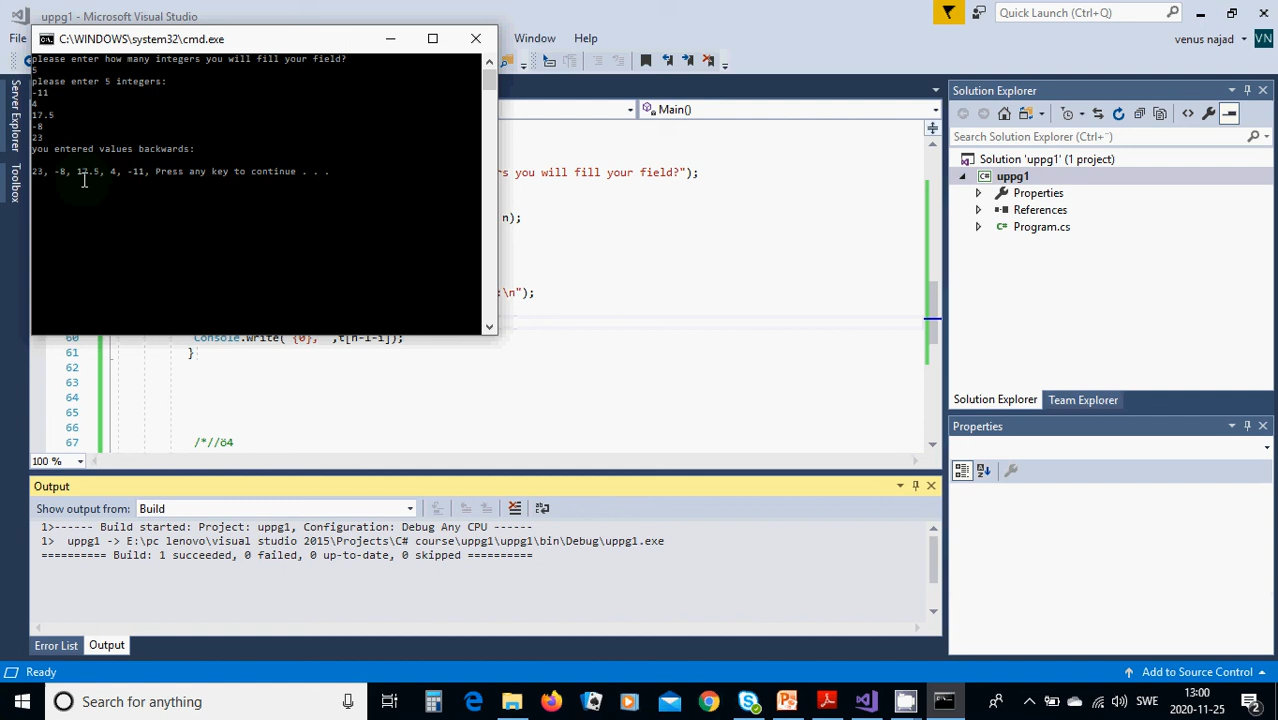 uppg1 - Microsoft Visual Studio
Quick Launch (Ctrl+Q)
File
Window
Help
venus najad
VN
C:\WINDOWS\system32\cmd.exe
please enter how many integers you will fill your field?
5
please enter 5 integers:
-11
4
17.5
-8
23
you entered values backwards:
23, -8, 17.5, 4, -11, Press any key to continue . . .
Server Explorer
Toolbox
Main()
s you will fill your field?");
n);
:\n");
60 Console.Write("{0}, ",t[n-1-i]);
61 }
62
63
64
65
66
67 /*//ö4
100 %
Solution Explorer
Search Solution Explorer (Ctrl+¨)
Solution 'uppg1' (1 project)
uppg1
Properties
References
Program.cs
Solution Explorer
Team Explorer
Properties
Output
Show output from:
Build
1>------ Build started: Project: uppg1, Configuration: Debug Any CPU ------
1> uppg1 -> E:\pc lenovo\visual studio 2015\Projects\C# course\uppg1\uppg1\bin\Debug\uppg1.exe
========== Build: 1 succeeded, 0 failed, 0 up-to-date, 0 skipped ==========
Error List
Output
Ready
Add to Source Control
Search for anything
SWE
13:00
2020-11-25
2